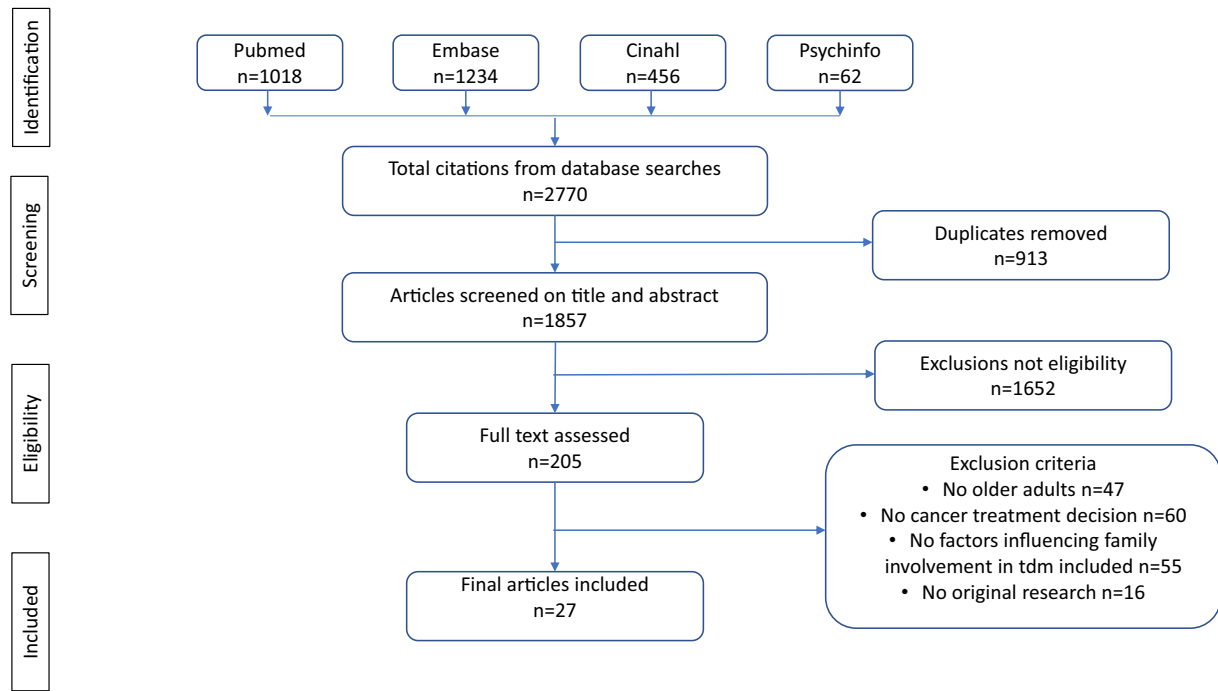 Identification
Pubmed
n=1018
Embase
n=1234
Cinahl
n=456
Psychinfo
n=62
Total citations from database searches
n=2770
Screening
Duplicates removed
n=913
Articles screened on title and abstract
n=1857
Exclusions not eligibility
n=1652
Eligibility
Full text assessed
n=205
Exclusion criteria
• No older adults n=47
• No cancer treatment decision n=60
• No factors influencing family
involvement in tdm included n=55
• No original research n=16
Included
Final articles included
n=27